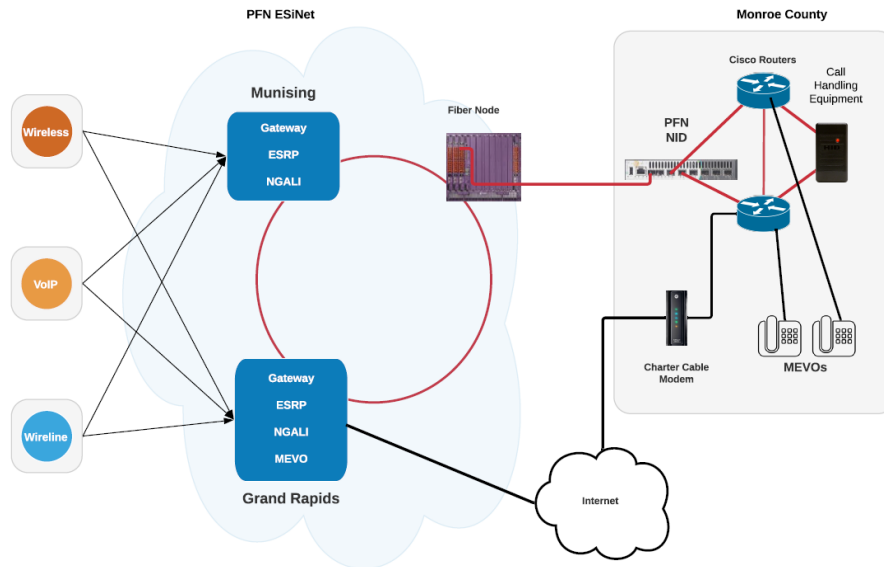 PFN ESiNet
Monroe County
Munising
Gateway
ESRP
NGALI
Wireless
VoIP
Wireline
Gateway
ESRP
NGALI
MEVO
Grand Rapids
Fiber Node
Internet
Cisco Routers
Call
Handling
Equipment
PFN
NID
Charter Cable
Modem
MEVOs